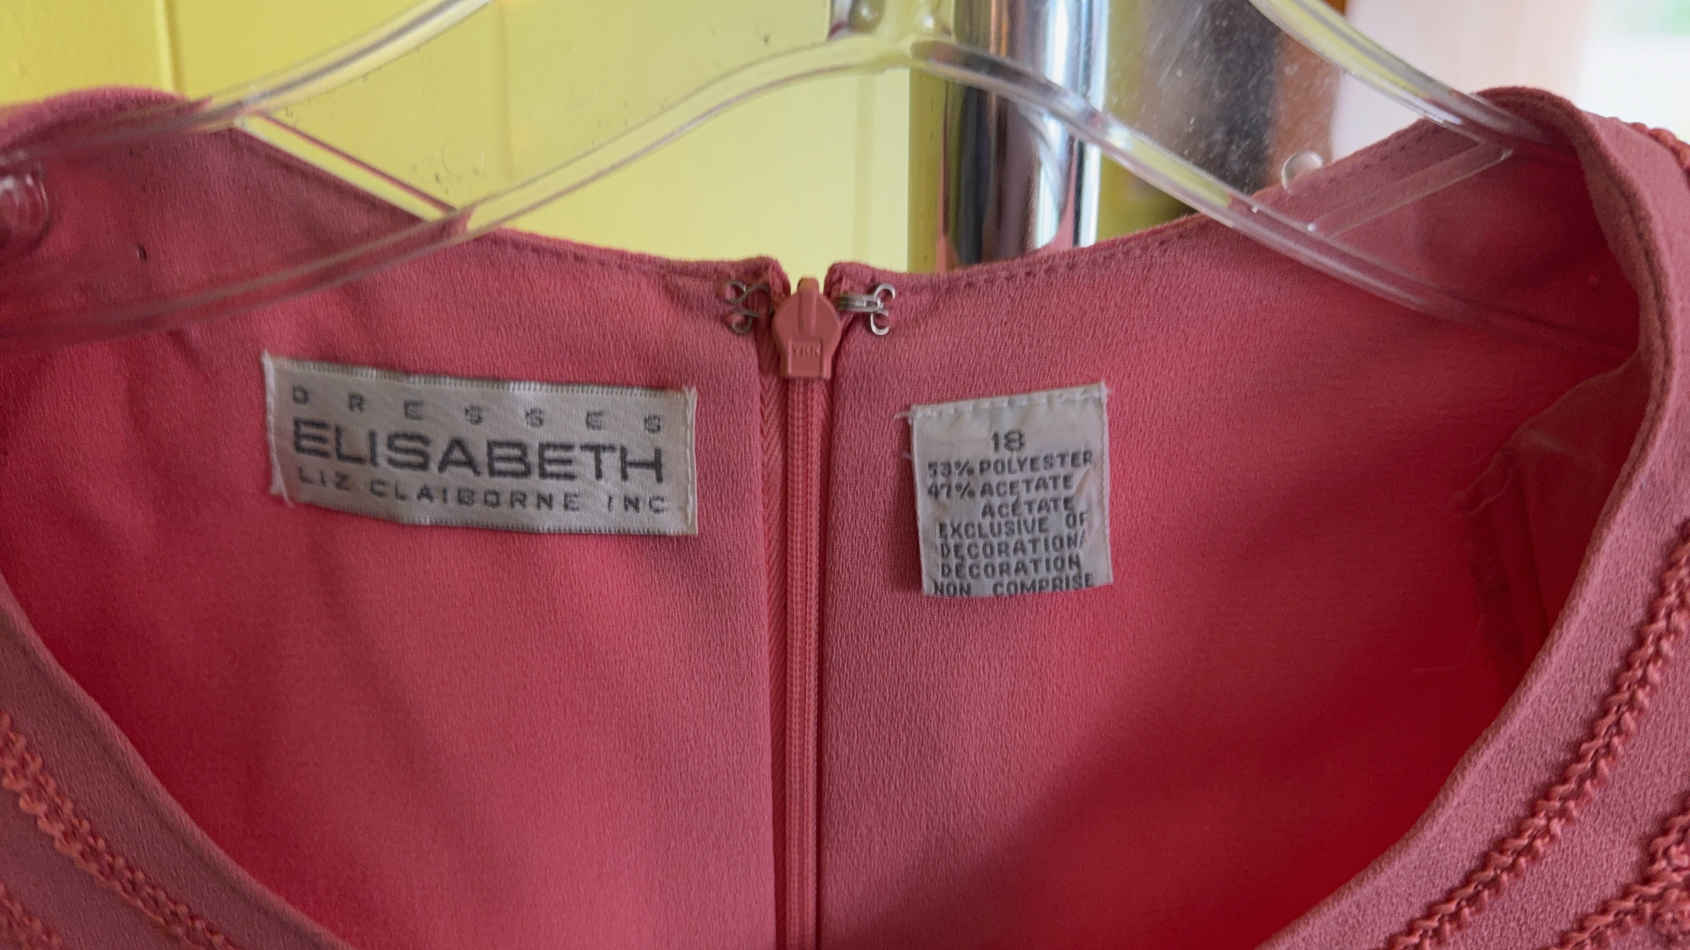 DRESSES
ELISABETH
LIZ CLAIBORNE INC
18
53% POLYESTER
47% ACETATE
ACÉTATE
EXCLUSIVE OF
DECORATION/
DÉCORATION
NON COMPRISE